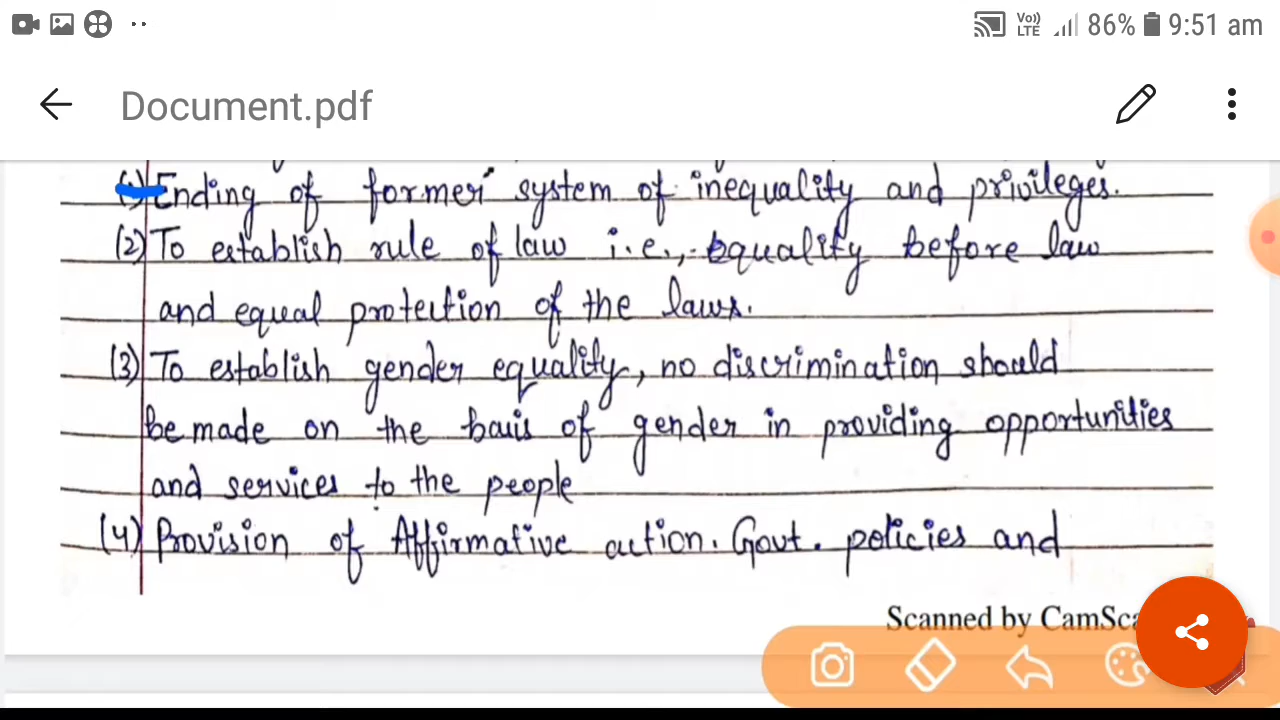 Vo))
LTE 86% 9:51 am
Document.pdf
(1) Ending of former system of inequality and privileges.
(2) To establish rule of law i.e., equality before law
and equal protection of the laws.
(3) To establish gender equality, no discrimination should
be made on the basis of gender in providing opportunities
and services to the people
(4) Provision of Affirmative action. Govt. policies and
Scanned by CamSca